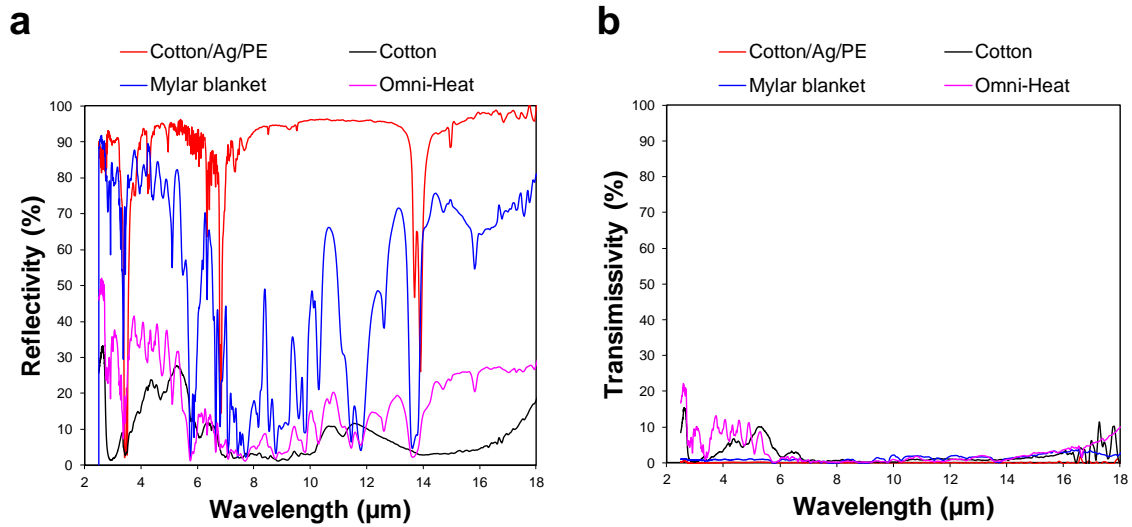 a
Cotton/Ag/PE
Cotton
Mylar blanket
Omni-Heat
Reflectivity (%)
100
90
80
70
60
50
40
30
20
10
0
2 4 6 8 10 12 14 16 18
Wavelength (µm)
b
Cotton/Ag/PE
Cotton
Mylar blanket
Omni-Heat
Transimissivity (%)
100
90
80
70
60
50
40
30
20
10
0
2 4 6 8 10 12 14 16 18
Wavelength (µm)